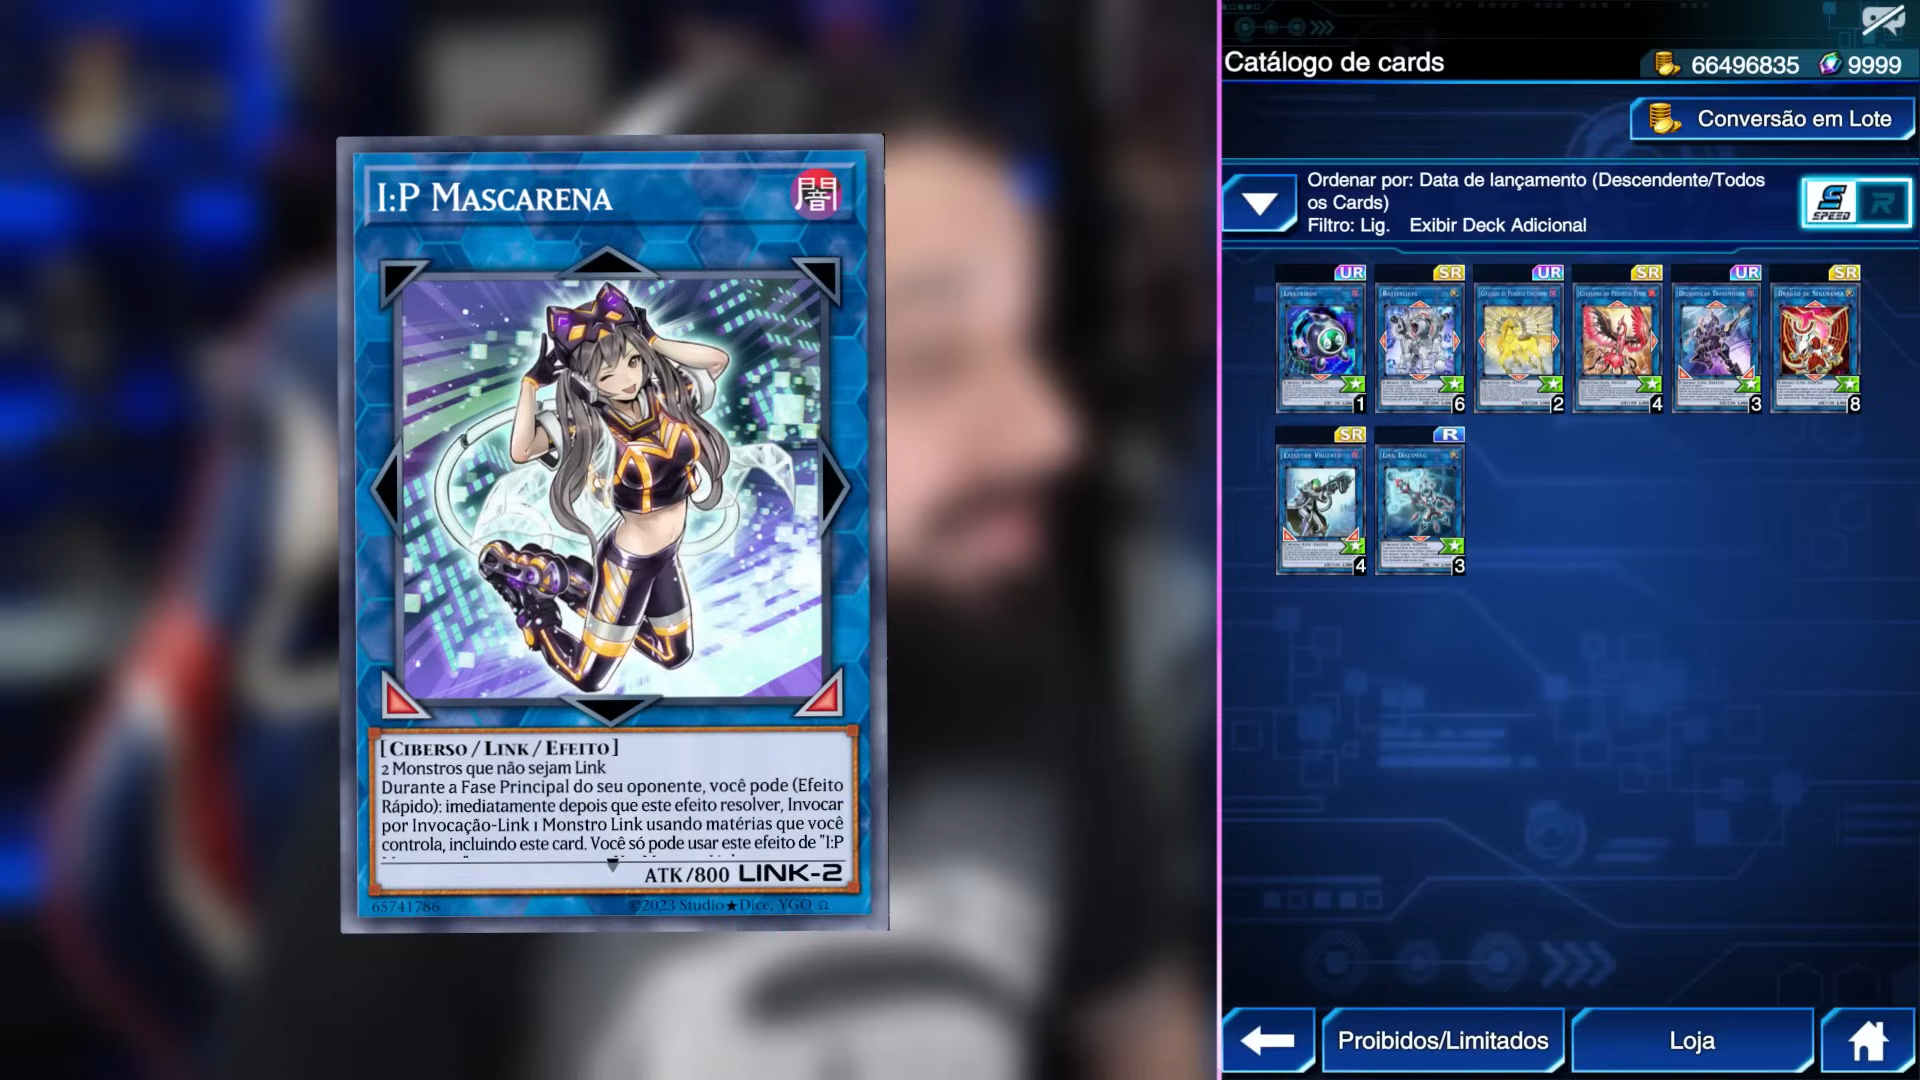 I:P Mascarena
闇
[Ciberso / Link / Efeito]
2 Monstros que não sejam Link
Durante a Fase Principal do seu oponente, você pode (Efeito
Rápido): imediatamente depois que este efeito resolver, Invocar
por Invocação-Link 1 Monstro Link usando matérias que você
controla, incluindo este card. Você só pode usar este efeito de "I:P
ATK/800 LINK-2
65741786
©2023 Studio★Dice, YGO Ω
Catálogo de cards
66496835
9999
Conversão em Lote
Ordenar por: Data de lançamento (Descendente/Todos
os Cards)
Filtro: Lig. Exibir Deck Adicional
S SPEED R
UR SR UR SR UR SR
1 6 2 4 3 8
SR R
Link Discípulo
4 3
Proibidos/Limitados
Loja